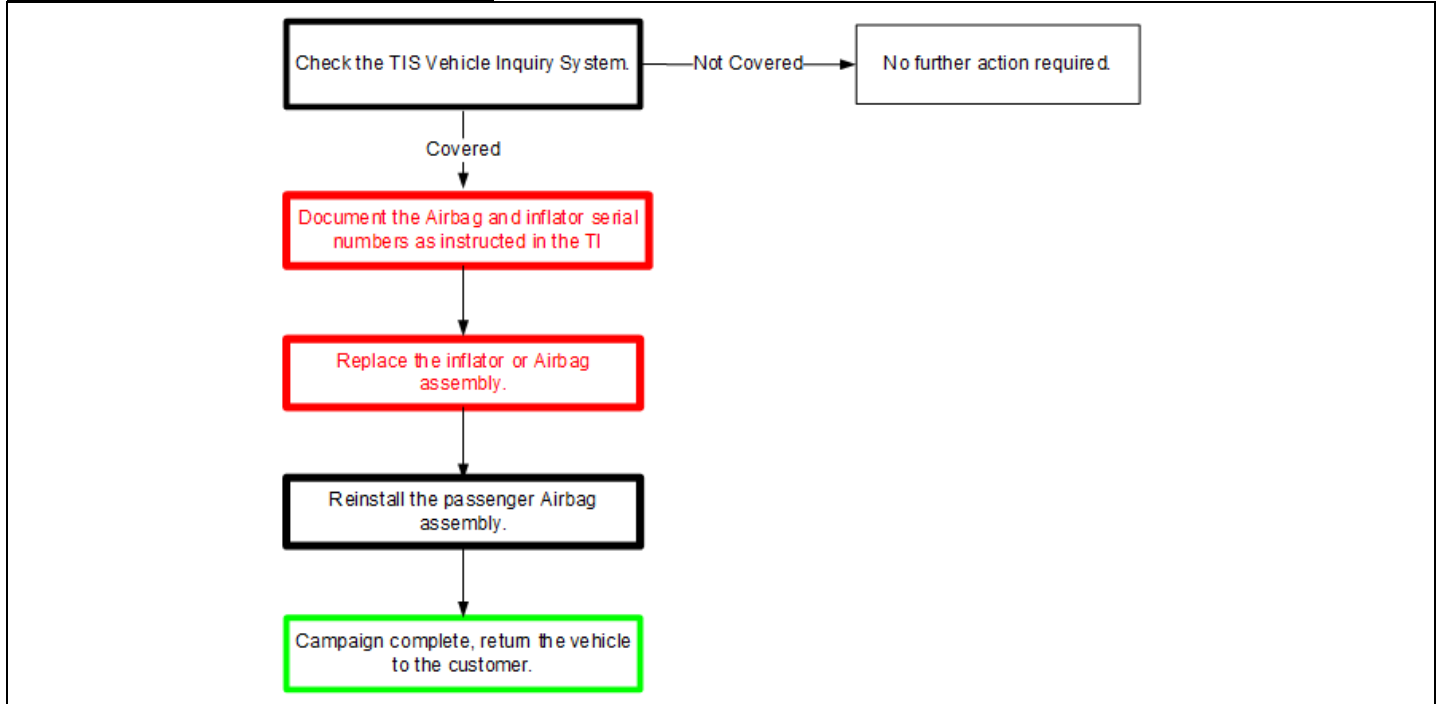 Check the TIS Vehicle Inquiry System.
Not Covered
No further action required.
Covered
Document the Airbag and inflator serial
numbers as instructed in the TI
Replace the inflator or Airbag
assembly.
Reinstall the passenger Airbag
assembly.
Campaign complete, return the vehicle
to the customer.